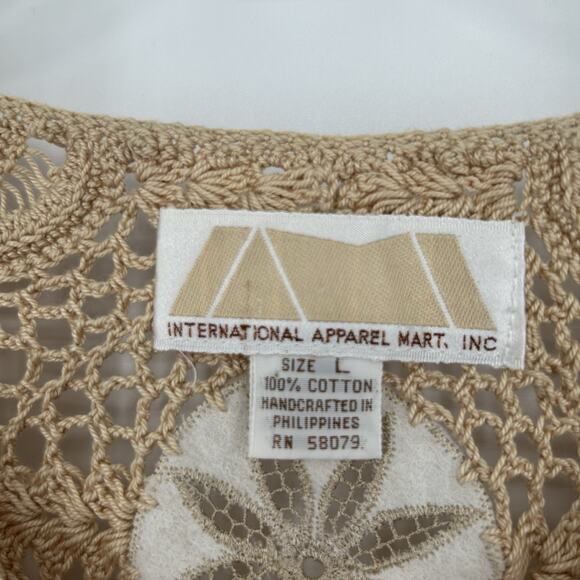 INTERNATIONAL APPAREL MART, INC
SIZE L
100% COTTON
HANDCRAFTED IN
PHILIPPINES
RN 58079.